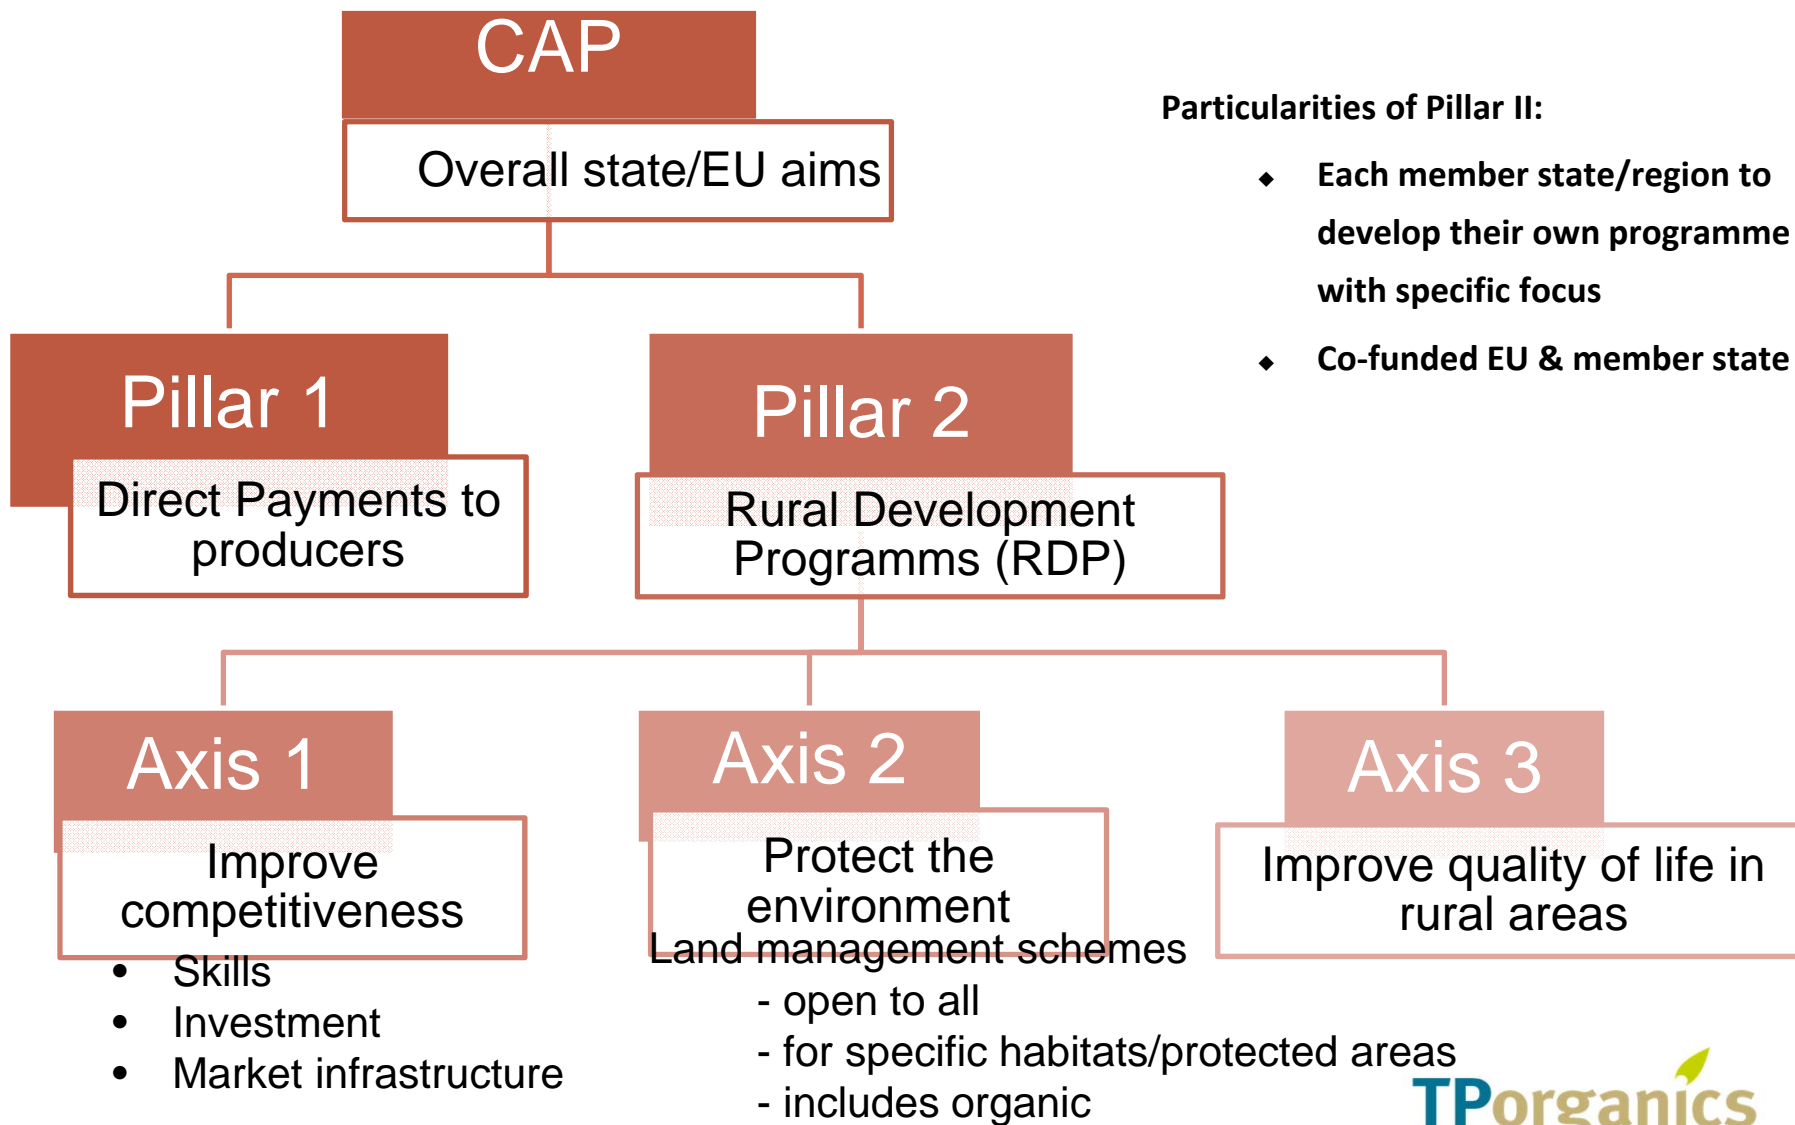 CAP
Overall state/EU aims
Particularities of Pillar II:
◆ Each member state/region to
develop their own programme
with specific focus
◆ Co-funded EU & member state
Pillar 1
Direct Payments to
producers
Pillar 2
Rural Development
Programms (RDP)
Axis 1
Improve
competitiveness
• Skills
• Investment
• Market infrastructure
Axis 2
Protect the
environment
Land management schemes
- open to all
- for specific habitats/protected areas
- includes organic
Axis 3
Improve quality of life in
rural areas
TPorganics